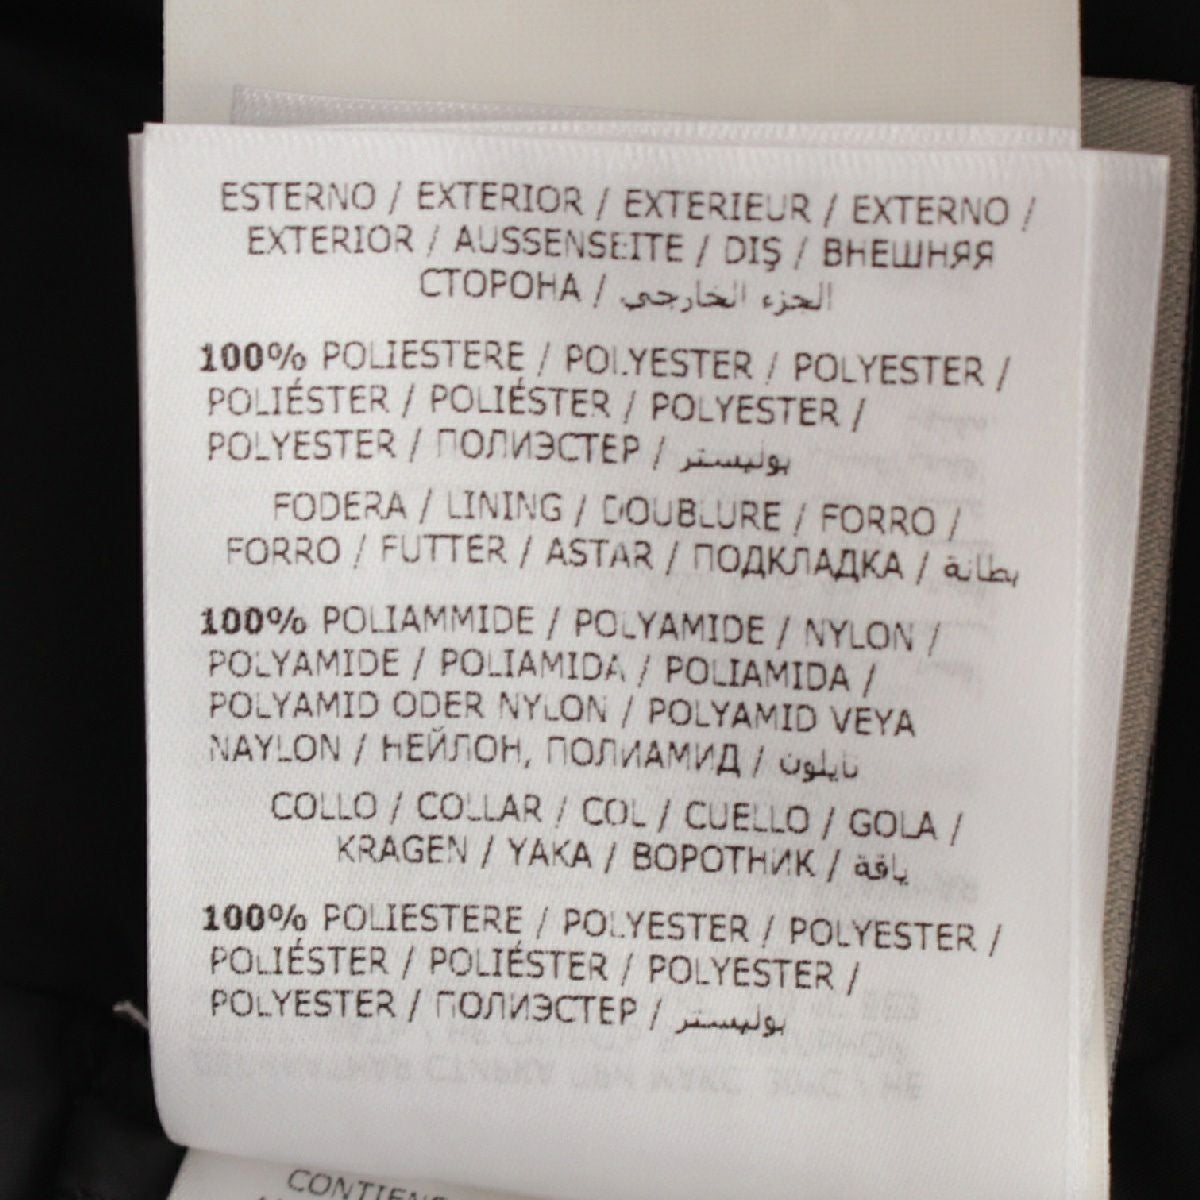 ESTERNO / EXTERIOR / EXTERIEUR / EXTERNO /
EXTERIOR / AUSSENSEITE / DIŞ / ВНЕШНЯЯ
СТОРОНА / الجزء الخارجي
100% POLIESTERE / POLYESTER / POLYESTER /
POLIÉSTER / POLIÉSTER / POLYESTER /
POLYESTER / ПОЛИЭСТЕР / بوليستر
FODERA / LINING / DOUBLURE / FORRO /
FORRO / FUTTER / ASTAR / ПОДКЛАДКА / بطانة
100% POLIAMMIDE / POLYAMIDE / NYLON /
POLYAMIDE / POLIAMIDA / POLIAMIDA /
POLYAMID ODER NYLON / POLYAMID VEYA
NAYLON / НЕЙЛОН, ПОЛИАМИД / نايلون
COLLO / COLLAR / COL / CUELLO / GOLA /
KRAGEN / YAKA / ВОРОТНИК / ياقة
100% POLIESTERE / POLYESTER / POLYESTER /
POLIÉSTER / POLIÉSTER / POLYESTER /
POLYESTER / ПОЛИЭСТЕР / بوليستر